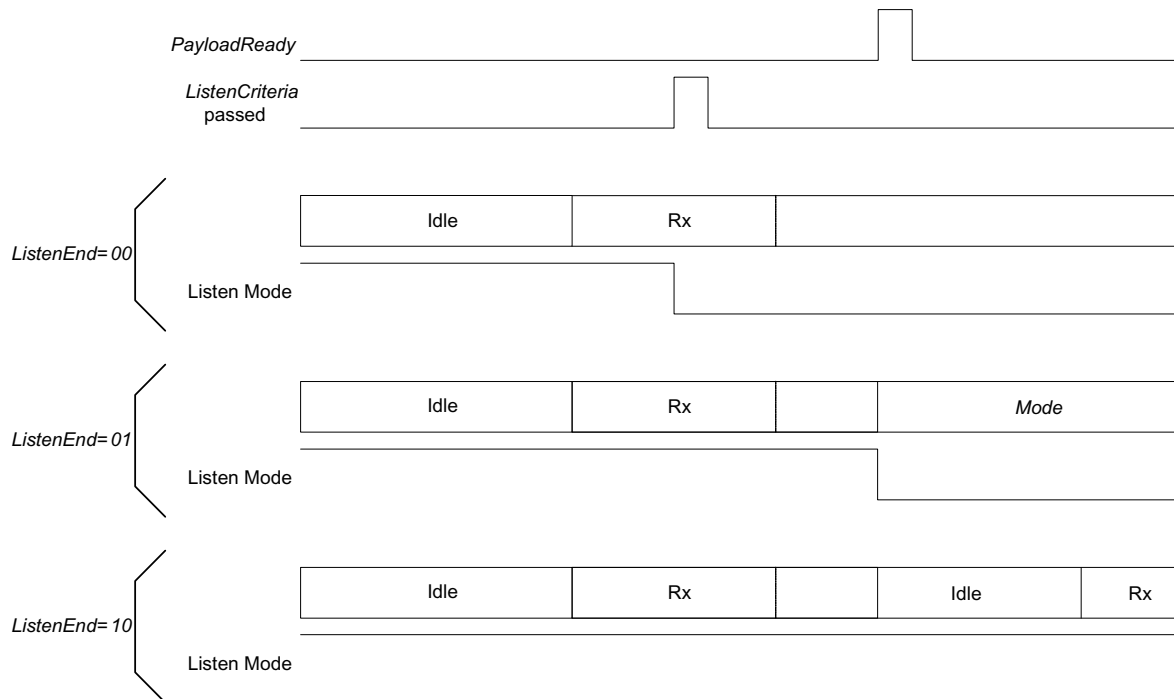 PayloadReady
ListenCriteria
passed
Idle
Rx
ListenEnd= 00
Listen Mode
Idle
Rx
Mode
ListenEnd= 01
Listen Mode
Idle
Rx
Idle
Rx
ListenEnd= 10
Listen Mode